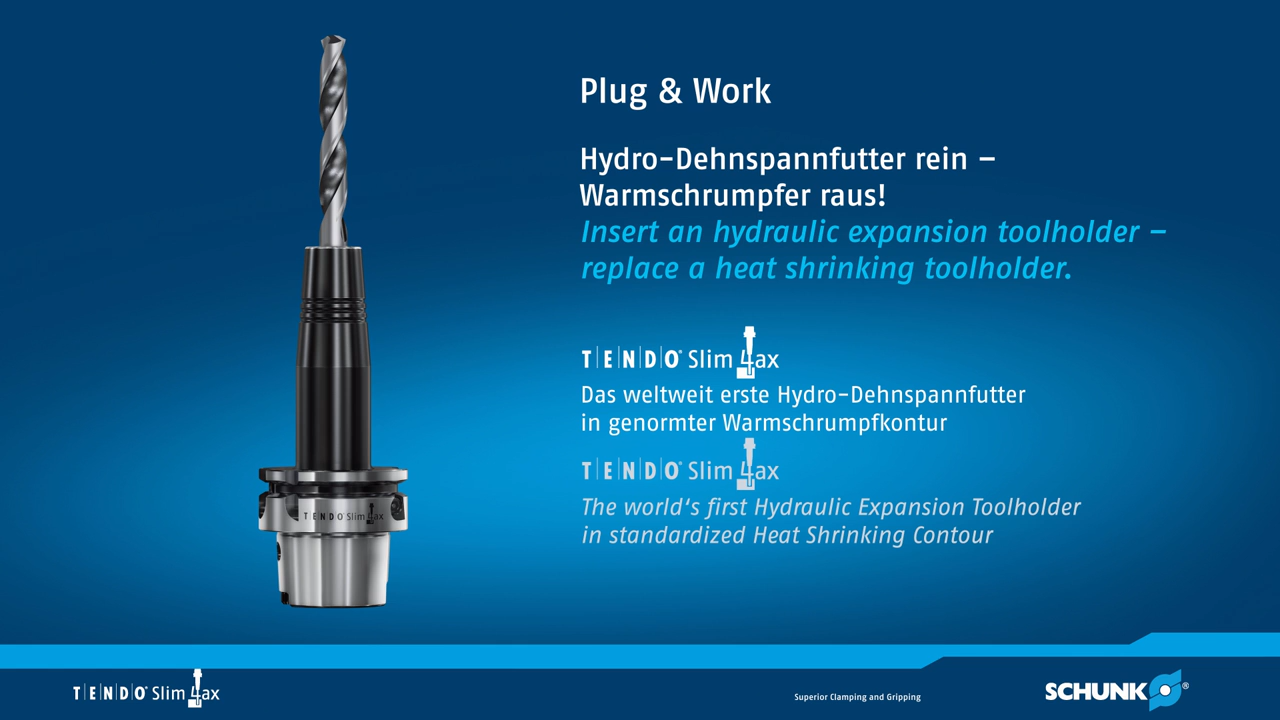 Plug & Work
Hydro-Dehnspannfutter rein –
Warmschrumpfer raus!
Insert an hydraulic expansion toolholder –
replace a heat shrinking toolholder.
TENDO® Slim 4ax
Das weltweit erste Hydro-Dehnspannfutter
in genormter Warmschrumpfkontur
TENDO® Slim 4ax
The world's first Hydraulic Expansion Toolholder
in standardized Heat Shrinking Contour
TENDO® Slim 4ax
TENDO® Slim 4ax
Superior Clamping and Gripping
SCHUNK ®